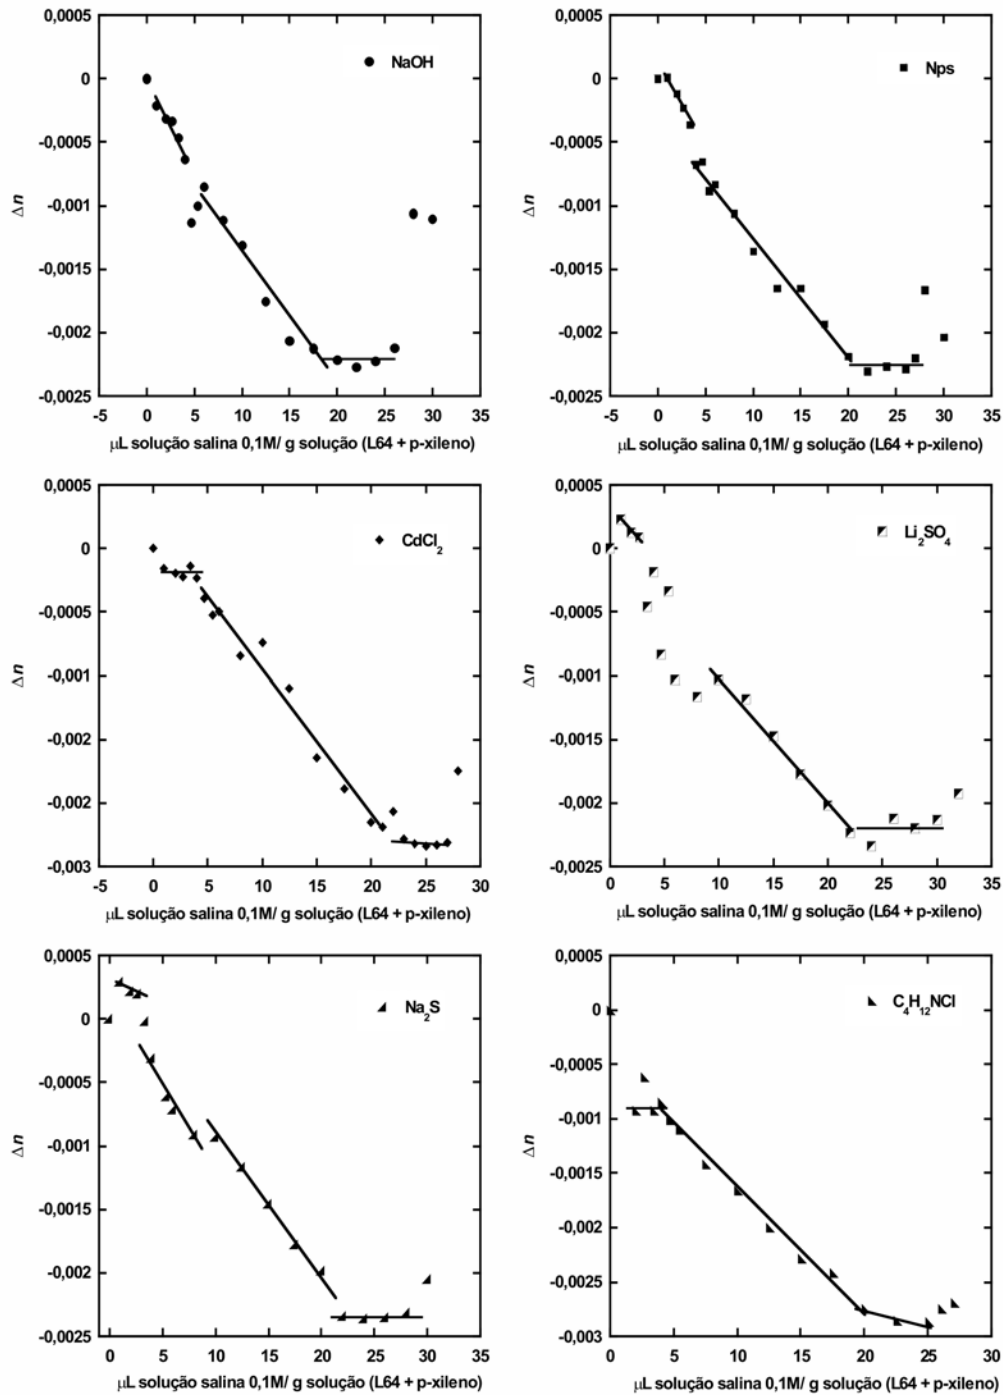 0,0005
0
-0,0005
-0,001
-0,0015
-0,002
-0,0025
Δn
NaOH
-5 0 5 10 15 20 25 30 35
μL solução salina 0,1M/ g solução (L64 + p-xileno)
0,0005
0
-0,0005
-0,001
-0,0015
-0,002
-0,0025
Δn
Nps
-5 0 5 10 15 20 25 30 35
μL solução salina 0,1M/ g solução (L64 + p-xileno)
0,0005
0
-0,0005
-0,001
-0,002
-0,002
-0,003
Δn
CdCl₂
-5 0 5 10 15 20 25 30
μL solução salina 0,1M/ g solução (L64 + p-xileno)
0,0005
0
-0,0005
-0,001
-0,0015
-0,002
-0,0025
Δn
Li₂SO₄
0 5 10 15 20 25 30 35
μL solução salina 0,1M/ g solução (L64 + p-xileno)
0,0005
0
-0,0005
-0,001
-0,0015
-0,002
-0,0025
Δn
Na₂S
0 5 10 15 20 25 30 35
μL solução salina 0,1M/ g solução (L64 + p-xileno)
0,0005
0
-0,0005
-0,001
-0,0015
-0,002
-0,0025
-0,003
Δn
C₄H₁₂NCl
0 5 10 15 20 25 30
μL solução salina 0,1M/ g solução (L64 + p-xileno)